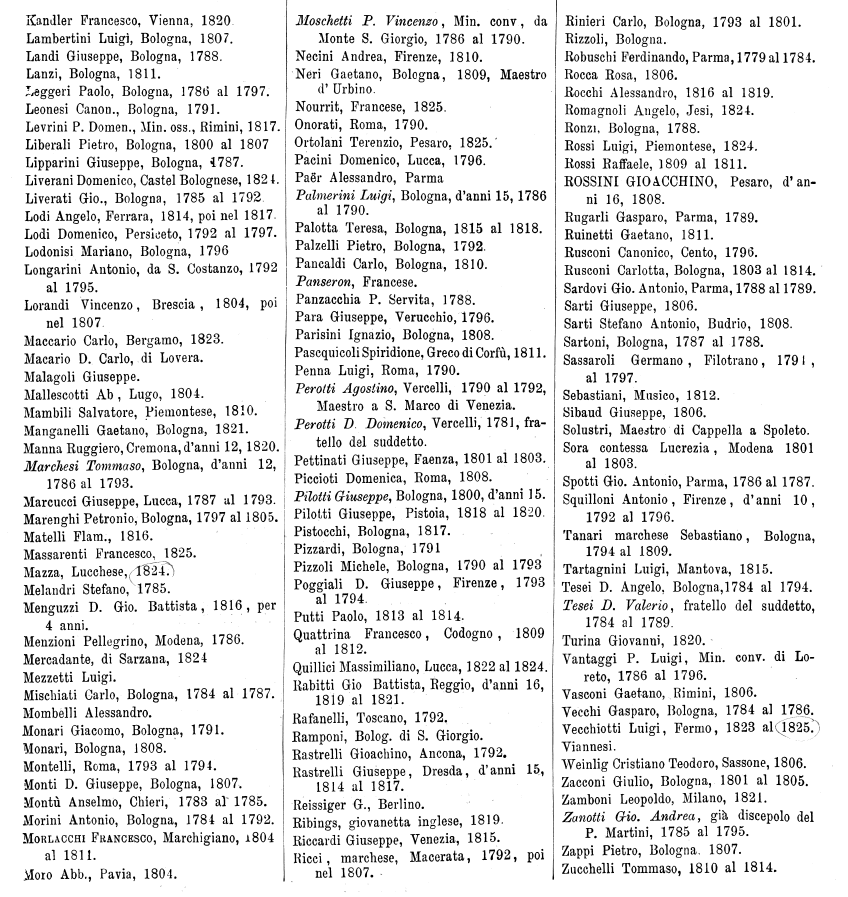 Kandler Francesco, Vienna, 1820.
Lambertini Luigi, Bologna, 1807.
Landi Giuseppe, Bologna, 1788.
Lanzi, Bologna, 1811.
Leggeri Paolo, Bologna, 1786 al 1797.
Leonesi Canon., Bologna, 1791.
Levrini P. Domen., Min. oss., Rimini, 1817.
Liberali Pietro, Bologna, 1800 al 1807
Lipparini Giuseppe, Bologna, 1787.
Liverani Domenico, Castel Bolognese, 1824.
Liverati Gio., Bologna, 1785 al 1792.
Lodi Angelo, Ferrara, 1814, poi nel 1817.
Lodi Domenico, Persiceto, 1792 al 1797.
Lodonisi Mariano, Bologna, 1796
Longarini Antonio, da S. Costanzo, 1792
al 1795.
Lorandi Vincenzo, Brescia, 1804, poi
nel 1807.
Maccario Carlo, Bergamo, 1823.
Macario D. Carlo, di Lovera.
Malagoli Giuseppe.
Mallescotti Ab, Lugo, 1804.
Mambili Salvatore, Piemontese, 1810.
Manganelli Gaetano, Bologna, 1821.
Manna Ruggiero, Cremona, d'anni 12, 1820.
Marchesi Tommaso, Bologna, d'anni 12,
1786 al 1793.
Marcucci Giuseppe, Lucca, 1787 al 1793.
Marenghi Petronio, Bologna, 1797 al 1805.
Matelli Flam., 1816.
Massarenti Francesco, 1825.
Mazza, Lucchese, 1824.
Melandri Stefano, 1785.
Menguzzi D. Gio. Battista, 1816, per
4 anni.
Menzioni Pellegrino, Modena, 1786.
Mercadante, di Sarzana, 1824
Mezzetti Luigi.
Mischiati Carlo, Bologna, 1784 al 1787.
Mombelli Alessandro.
Monari Giacomo, Bologna, 1791.
Monari, Bologna, 1808.
Montelli, Roma, 1793 al 1794.
Monti D. Giuseppe, Bologna, 1807.
Montù Anselmo, Chieri, 1783 al 1785.
Morini Antonio, Bologna, 1784 al 1792.
MORLACCHI FRANCESCO, Marchigiano, 1804
al 1811.
Moro Abb., Pavia, 1804.
Moschetti P. Vincenzo, Min. conv, da
Monte S. Giorgio, 1786 al 1790.
Necini Andrea, Firenze, 1810.
Neri Gaetano, Bologna, 1809, Maestro
d'Urbino.
Nourrit, Francese, 1825.
Onorati, Roma, 1790.
Ortolani Terenzio, Pesaro, 1825.
Pacini Domenico, Lucca, 1796.
Paër Alessandro, Parma
Palmerini Luigi, Bologna, d'anni 15, 1786
al 1790.
Palotta Teresa, Bologna, 1815 al 1818.
Palzelli Pietro, Bologna, 1792.
Pancaldi Carlo, Bologna, 1810.
Panseron, Francese.
Panzacchia P. Servita, 1788.
Para Giuseppe, Verucchio, 1796.
Parisini Ignazio, Bologna, 1808.
Pascquicoli Spiridione, Greco di Corfù, 1811.
Penna Luigi, Roma, 1790.
Perotti Agostino, Vercelli, 1790 al 1792,
Maestro a S. Marco di Venezia.
Perotti D. Domenico, Vercelli, 1781, fra-
tello del suddetto.
Pettinati Giuseppe, Faenza, 1801 al 1803.
Piccioti Domenica, Roma, 1808.
Pilotti Giuseppe, Bologna, 1800, d'anni 15.
Pilotti Giuseppe, Pistoia, 1818 al 1820.
Pistocchi, Bologna, 1817.
Pizzardi, Bologna, 1791
Pizzoli Michele, Bologna, 1790 al 1793
Poggiali D. Giuseppe, Firenze, 1793
al 1794.
Putti Paolo, 1813 al 1814.
Quattrina Francesco, Codogno, 1809
al 1812.
Quillici Massimiliano, Lucca, 1822 al 1824.
Rabitti Gio Battista, Reggio, d'anni 16,
1819 al 1821.
Rafanelli, Toscano, 1792.
Ramponi, Bolog. di S. Giorgio.
Rastrelli Gioachino, Ancona, 1792.
Rastrelli Giuseppe, Dresda, d'anni 15,
1814 al 1817.
Reissiger G., Berlino.
Ribings, giovanetta inglese, 1819.
Riccardi Giuseppe, Venezia, 1815.
Ricci, marchese, Macerata, 1792, poi
nel 1807.
Rinieri Carlo, Bologna, 1793 al 1801.
Rizzoli, Bologna.
Robuschi Ferdinando, Parma, 1779 al 1784.
Rocca Rosa, 1806.
Rocchi Alessandro, 1816 al 1819.
Romagnoli Angelo, Jesi, 1824.
Ronzi, Bologna, 1788.
Rossi Luigi, Piemontese, 1824.
Rossi Raffaele, 1809 al 1811.
ROSSINI GIOACCHINO, Pesaro, d'an-
ni 16, 1808.
Rugarli Gasparo, Parma, 1789.
Ruinetti Gaetano, 1811.
Rusconi Canonico, Cento, 1796.
Rusconi Carlotta, Bologna, 1803 al 1814.
Sardovi Gio. Antonio, Parma, 1788 al 1789.
Sarti Giuseppe, 1806.
Sarti Stefano Antonio, Budrio, 1808.
Sartoni, Bologna, 1787 al 1788.
Sassaroli Germano, Filotrano, 1791,
al 1797.
Sebastiani, Musico, 1812.
Sibaud Giuseppe, 1806.
Solustri, Maestro di Cappella a Spoleto.
Sora contessa Lucrezia, Modena 1801
al 1803.
Spotti Gio. Antonio, Parma, 1786 al 1787.
Squilloni Antonio, Firenze, d'anni 10,
1792 al 1796.
Tanari marchese Sebastiano, Bologna,
1794 al 1809.
Tartagnini Luigi, Mantova, 1815.
Tesei D. Angelo, Bologna, 1784 al 1794.
Tesei D. Valerio, fratello del suddetto,
1784 al 1789.
Turina Giovanni, 1820.
Vantaggi P. Luigi, Min. conv. di Lo-
reto, 1786 al 1796.
Vasconi Gaetano, Rimini, 1806.
Vecchi Gasparo, Bologna, 1784 al 1786.
Vecchiotti Luigi, Fermo, 1823 al 1825.
Viannesi.
Weinlig Cristiano Teodoro, Sassone, 1806.
Zacconi Giulio, Bologna, 1801 al 1805.
Zamboni Leopoldo, Milano, 1821.
Zanotti Gio. Andrea, già discepolo del
P. Martini, 1785 al 1795.
Zappi Pietro, Bologna. 1807.
Zucchelli Tommaso, 1810 al 1814.